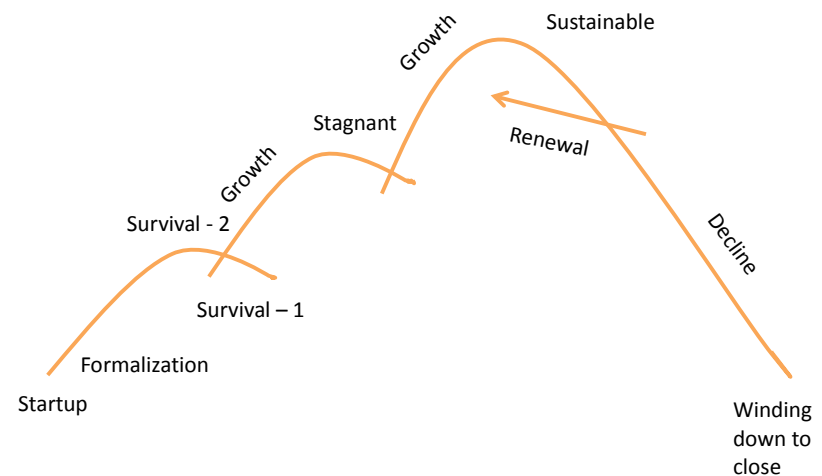 Startup
Formalization
Survival - 2
Survival – 1
Growth
Stagnant
Growth
Sustainable
Renewal
Decline
Winding
down to
close